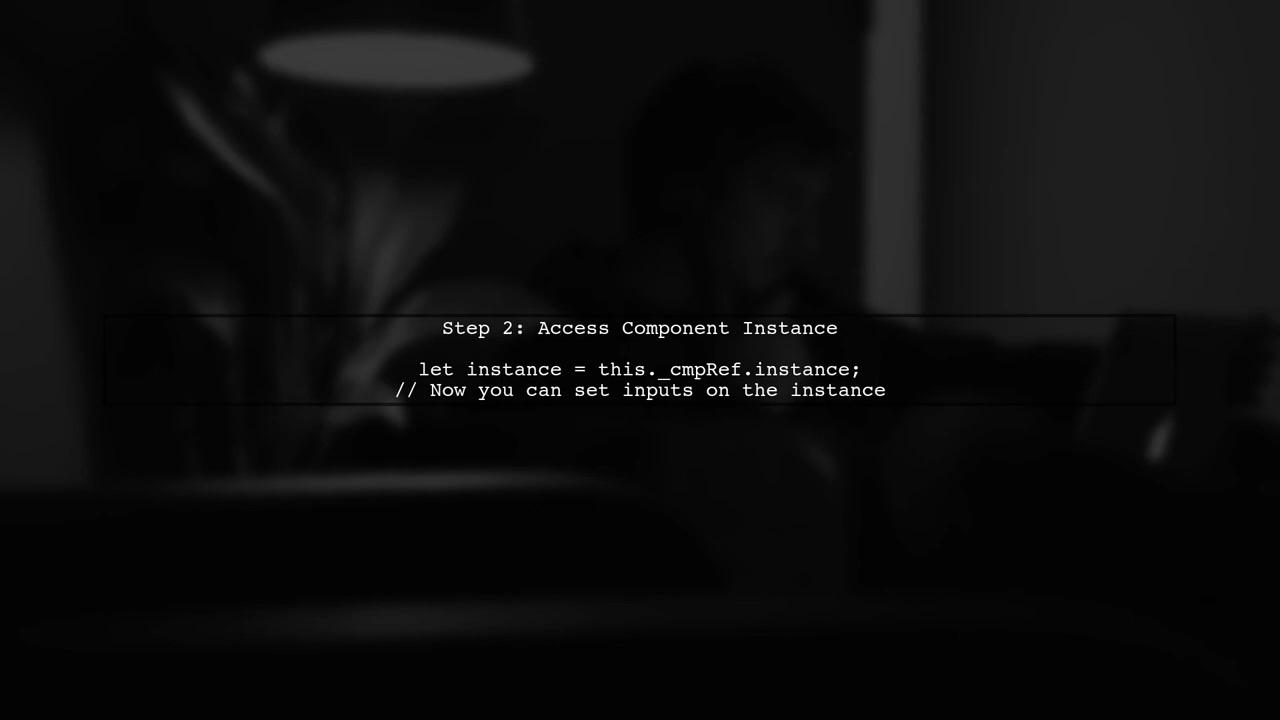 Step 2: Access Component Instance
let instance = this._cmpRef.instance;
// Now you can set inputs on the instance